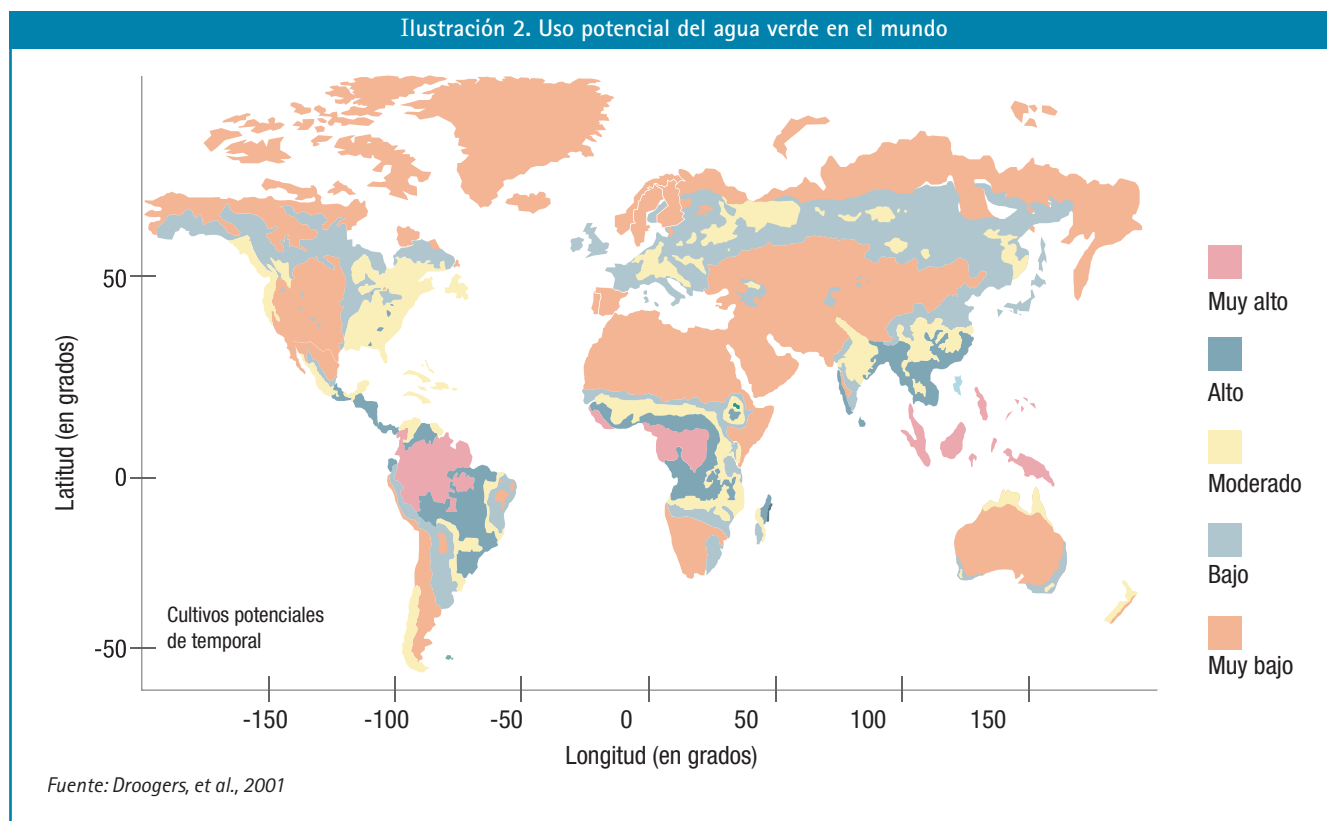 Ilustración 2. Uso potencial del agua verde en el mundo
Latitud (en grados)
50
0
-50
Cultivos potenciales
de temporal
Muy alto
Alto
Moderado
Bajo
Muy bajo
-150 -100 -50 0 50 100 150
Longitud (en grados)
Fuente: Droogers, et al., 2001